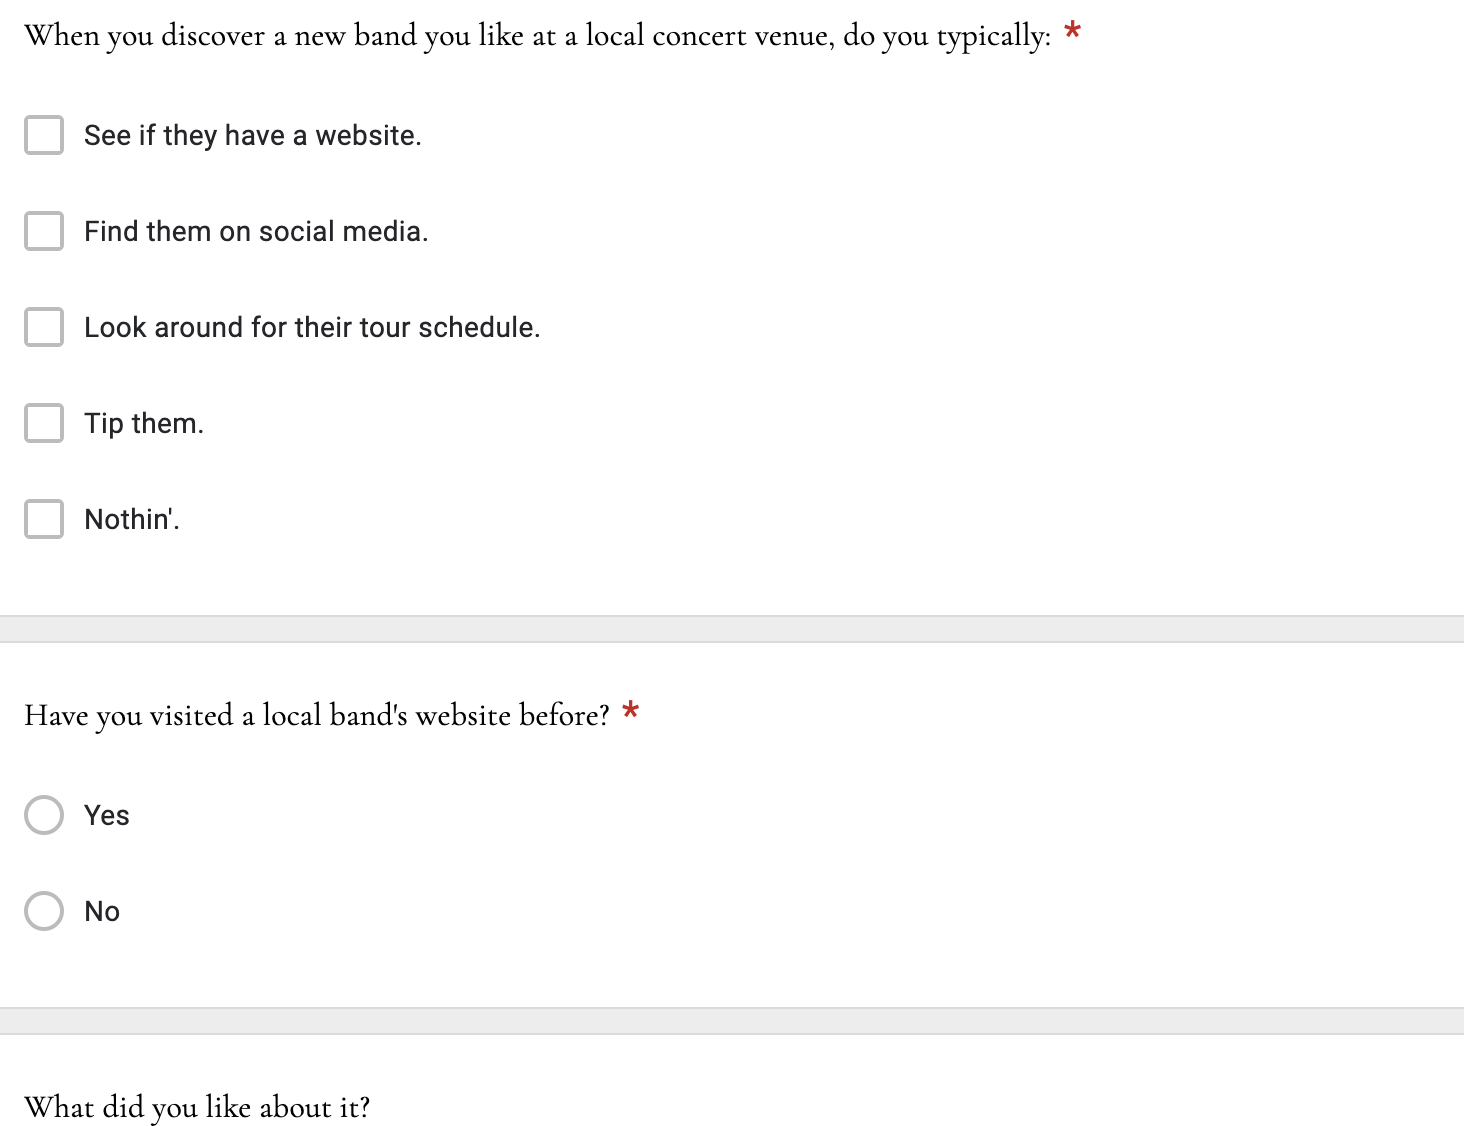 When you discover a new band you like at a local concert venue, do you typically: *
See if they have a website.
Find them on social media.
Look around for their tour schedule.
Tip them.
Nothin'.
Have you visited a local band's website before? *
Yes
No
What did you like about it?